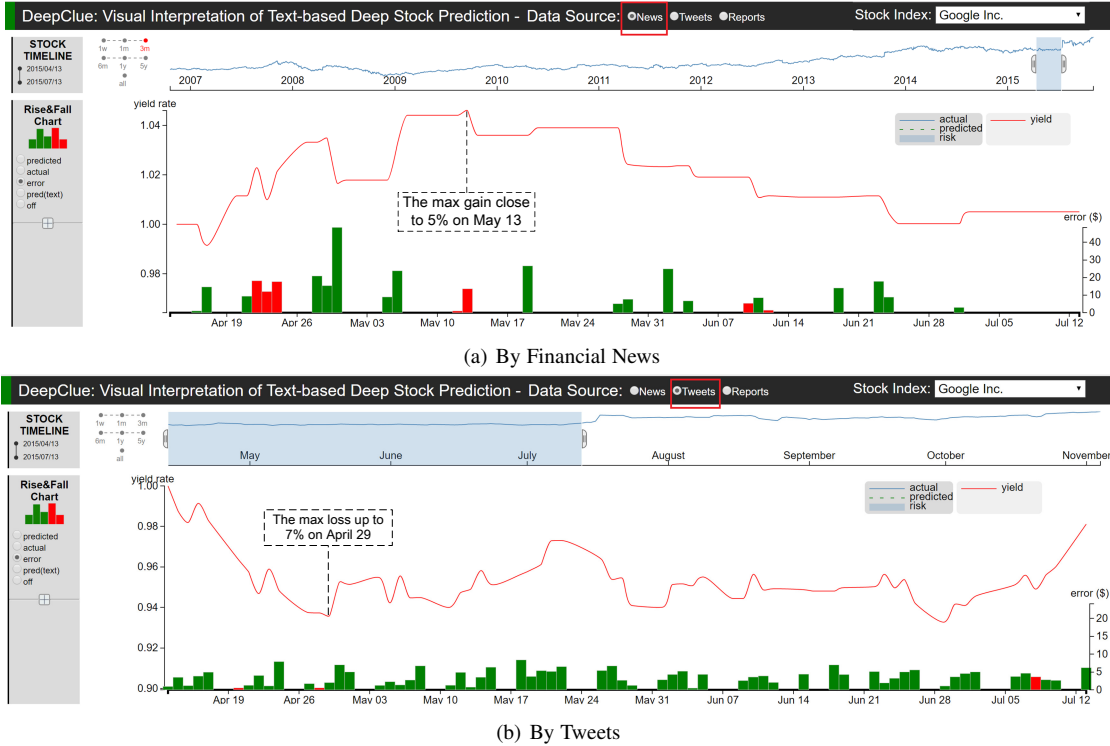 DeepClue: Visual Interpretation of Text-based Deep Stock Prediction - Data Source: News Tweets Reports Stock Index: Google Inc.
STOCK
TIMELINE
2015/04/13
2015/07/13
1w 1m 3m
6m 1y 5y
all
2007 2008 2009 2010 2011 2012 2013 2014 2015
Rise&Fall
Chart
predicted
actual
error
pred(text)
off
yield rate
1.04
1.02
1.00
0.98
actual
predicted
risk
yield
The max gain close
to 5% on May 13
error ($)
40
30
20
10
0
Apr 19 Apr 26 May 03 May 10 May 17 May 24 May 31 Jun 07 Jun 14 Jun 21 Jun 28 Jul 05 Jul 12
(a) By Financial News
DeepClue: Visual Interpretation of Text-based Deep Stock Prediction - Data Source: News Tweets Reports Stock Index: Google Inc.
STOCK
TIMELINE
2015/04/13
2015/07/13
1w 1m 3m
6m 1y 5y
all
May June July August September October November
Rise&Fall
Chart
predicted
actual
error
pred(text)
off
yield rate
1.00
0.98
0.96
0.94
0.92
0.90
actual
predicted
risk
yield
The max loss up to
7% on April 29
error ($)
20
15
10
5
0
Apr 19 Apr 26 May 03 May 10 May 17 May 24 May 31 Jun 07 Jun 14 Jun 21 Jun 28 Jul 05 Jul 12
(b) By Tweets